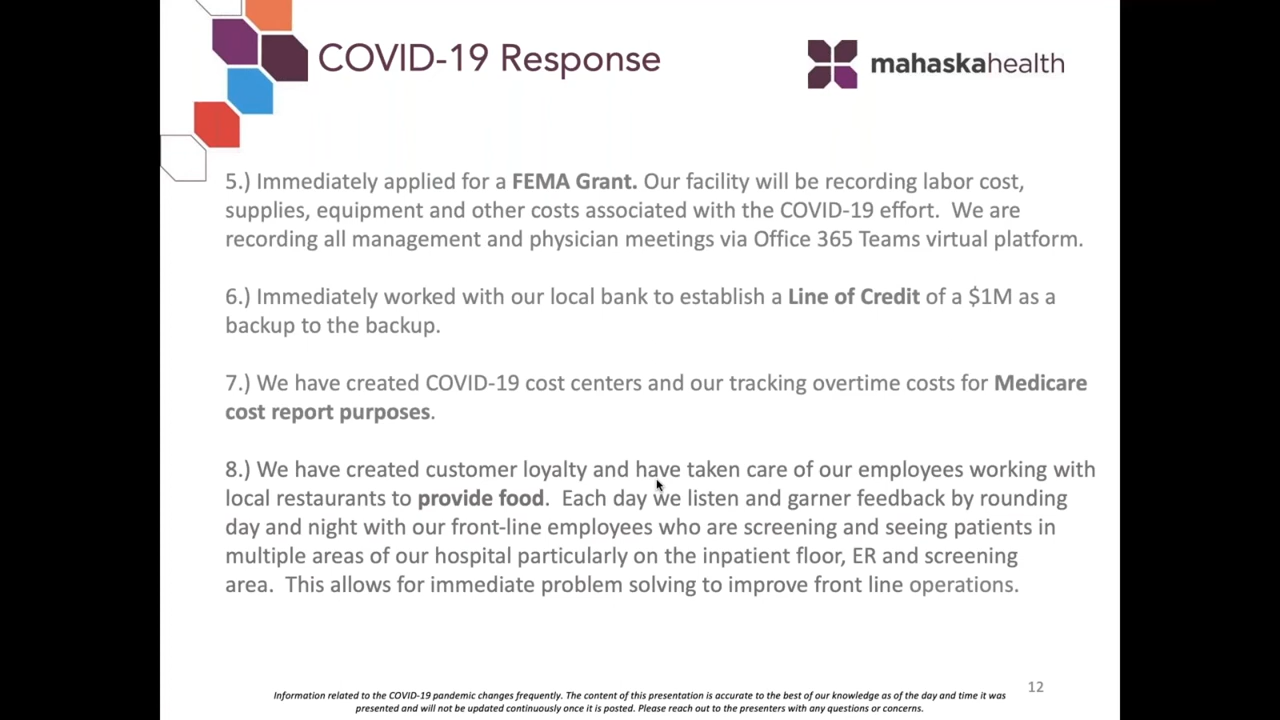 COVID-19 Response
mahaskahealth
5.) Immediately applied for a FEMA Grant. Our facility will be recording labor cost,
supplies, equipment and other costs associated with the COVID-19 effort.  We are
recording all management and physician meetings via Office 365 Teams virtual platform.
6.) Immediately worked with our local bank to establish a Line of Credit of a $1M as a
backup to the backup.
7.) We have created COVID-19 cost centers and our tracking overtime costs for Medicare
cost report purposes.
8.) We have created customer loyalty and have taken care of our employees working with
local restaurants to provide food.  Each day we listen and garner feedback by rounding
day and night with our front-line employees who are screening and seeing patients in
multiple areas of our hospital particularly on the inpatient floor, ER and screening
area.  This allows for immediate problem solving to improve front line operations.
12
Information related to the COVID-19 pandemic changes frequently. The content of this presentation is accurate to the best of our knowledge as of the day and time it was
presented and will not be updated continuously once it is posted. Please reach out to the presenters with any questions or concerns.